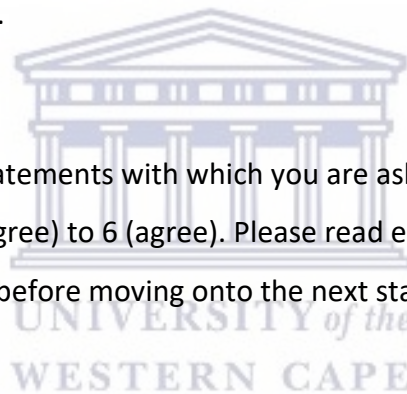 .
atements with which you are ask
gree) to 6 (agree). Please read e
before moving onto the next sta
UNIVERSITY of the
WESTERN CAPE